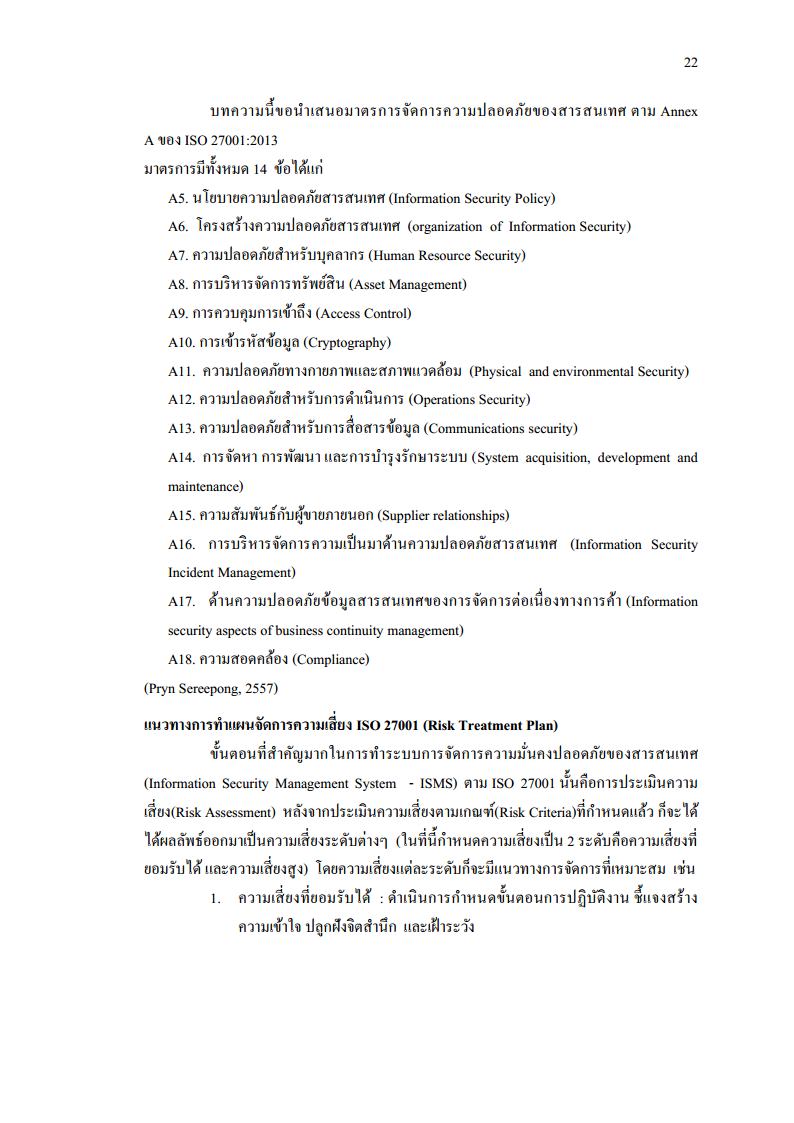 22
บทความนี้ขอนำเสนอมาตรการจัดการความปลอดภัยของสารสนเทศ ตาม Annex
A ของ ISO 27001:2013
มาตรการมีทั้งหมด 14 ข้อได้แก่
A5. นโยบายความปลอดภัยสารสนเทศ (Information Security Policy)
A6. โครงสร้างความปลอดภัยสารสนเทศ (organization of Information Security)
A7. ความปลอดภัยสำหรับบุคลากร (Human Resource Security)
A8. การบริหารจัดการทรัพย์สิน (Asset Management)
A9. การควบคุมการเข้าถึง (Access Control)
A10. การเข้ารหัสข้อมูล (Cryptography)
A11. ความปลอดภัยทางกายภาพและสภาพแวดล้อม (Physical and environmental Security)
A12. ความปลอดภัยสำหรับการดำเนินการ (Operations Security)
A13. ความปลอดภัยสำหรับการสื่อสารข้อมูล (Communications security)
A14. การจัดหา การพัฒนา และการบำรุงรักษาระบบ (System acquisition, development and
maintenance)
A15. ความสัมพันธ์กับผู้ขายภายนอก (Supplier relationships)
A16. การบริหารจัดการความเป็นมาด้านความปลอดภัยสารสนเทศ (Information Security
Incident Management)
A17. ด้านความปลอดภัยข้อมูลสารสนเทศของการจัดการต่อเนื่องทางการค้า (Information
security aspects of business continuity management)
A18. ความสอดคล้อง (Compliance)
(Pryn Sereepong, 2557)
แนวทางการทำแผนจัดการความเสี่ยง ISO 27001 (Risk Treatment Plan)
ขั้นตอนที่สำคัญมากในการทำระบบการจัดการความมั่นคงปลอดภัยของสารสนเทศ
(Information Security Management System - ISMS) ตาม ISO 27001 นั้นคือการประเมินความ
เสี่ยง(Risk Assessment) หลังจากประเมินความเสี่ยงตามเกณฑ์(Risk Criteria)ที่กำหนดแล้ว ก็จะได้
ได้ผลลัพธ์ออกมาเป็นความเสี่ยงระดับต่างๆ (ในที่นี้กำหนดความเสี่ยงเป็น 2 ระดับคือความเสี่ยงที่
ยอมรับได้ และความเสี่ยงสูง) โดยความเสี่ยงแต่ละระดับก็จะมีแนวทางการจัดการที่เหมาะสม เช่น
1. ความเสี่ยงที่ยอมรับได้ : ดำเนินการกำหนดขั้นตอนการปฏิบัติงาน ชี้แจงสร้าง
ความเข้าใจ ปลูกฝังจิตสำนึก และเฝ้าระวัง